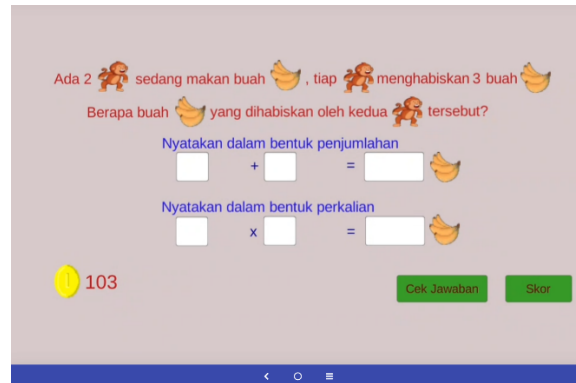 Ada 2 sedang makan buah , tiap menghabiskan 3 buah
Berapa buah yang dihabiskan oleh kedua tersebut?
Nyatakan dalam bentuk penjumlahan
+ =
Nyatakan dalam bentuk perkalian
x =
103
Cek Jawaban Skor